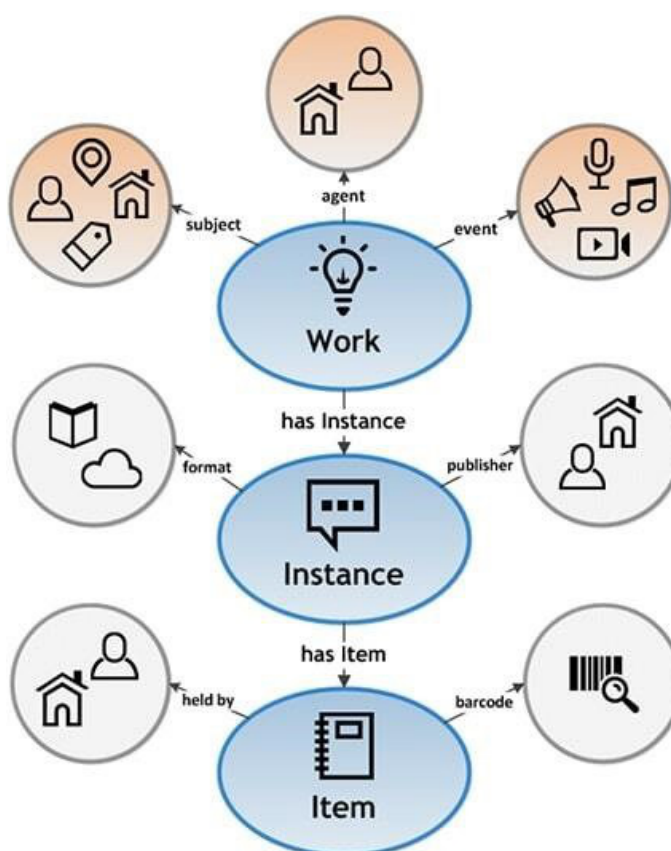 agent
subject
event
Work
has Instance
format
publisher
Instance
has Item
held by
barcode
Item